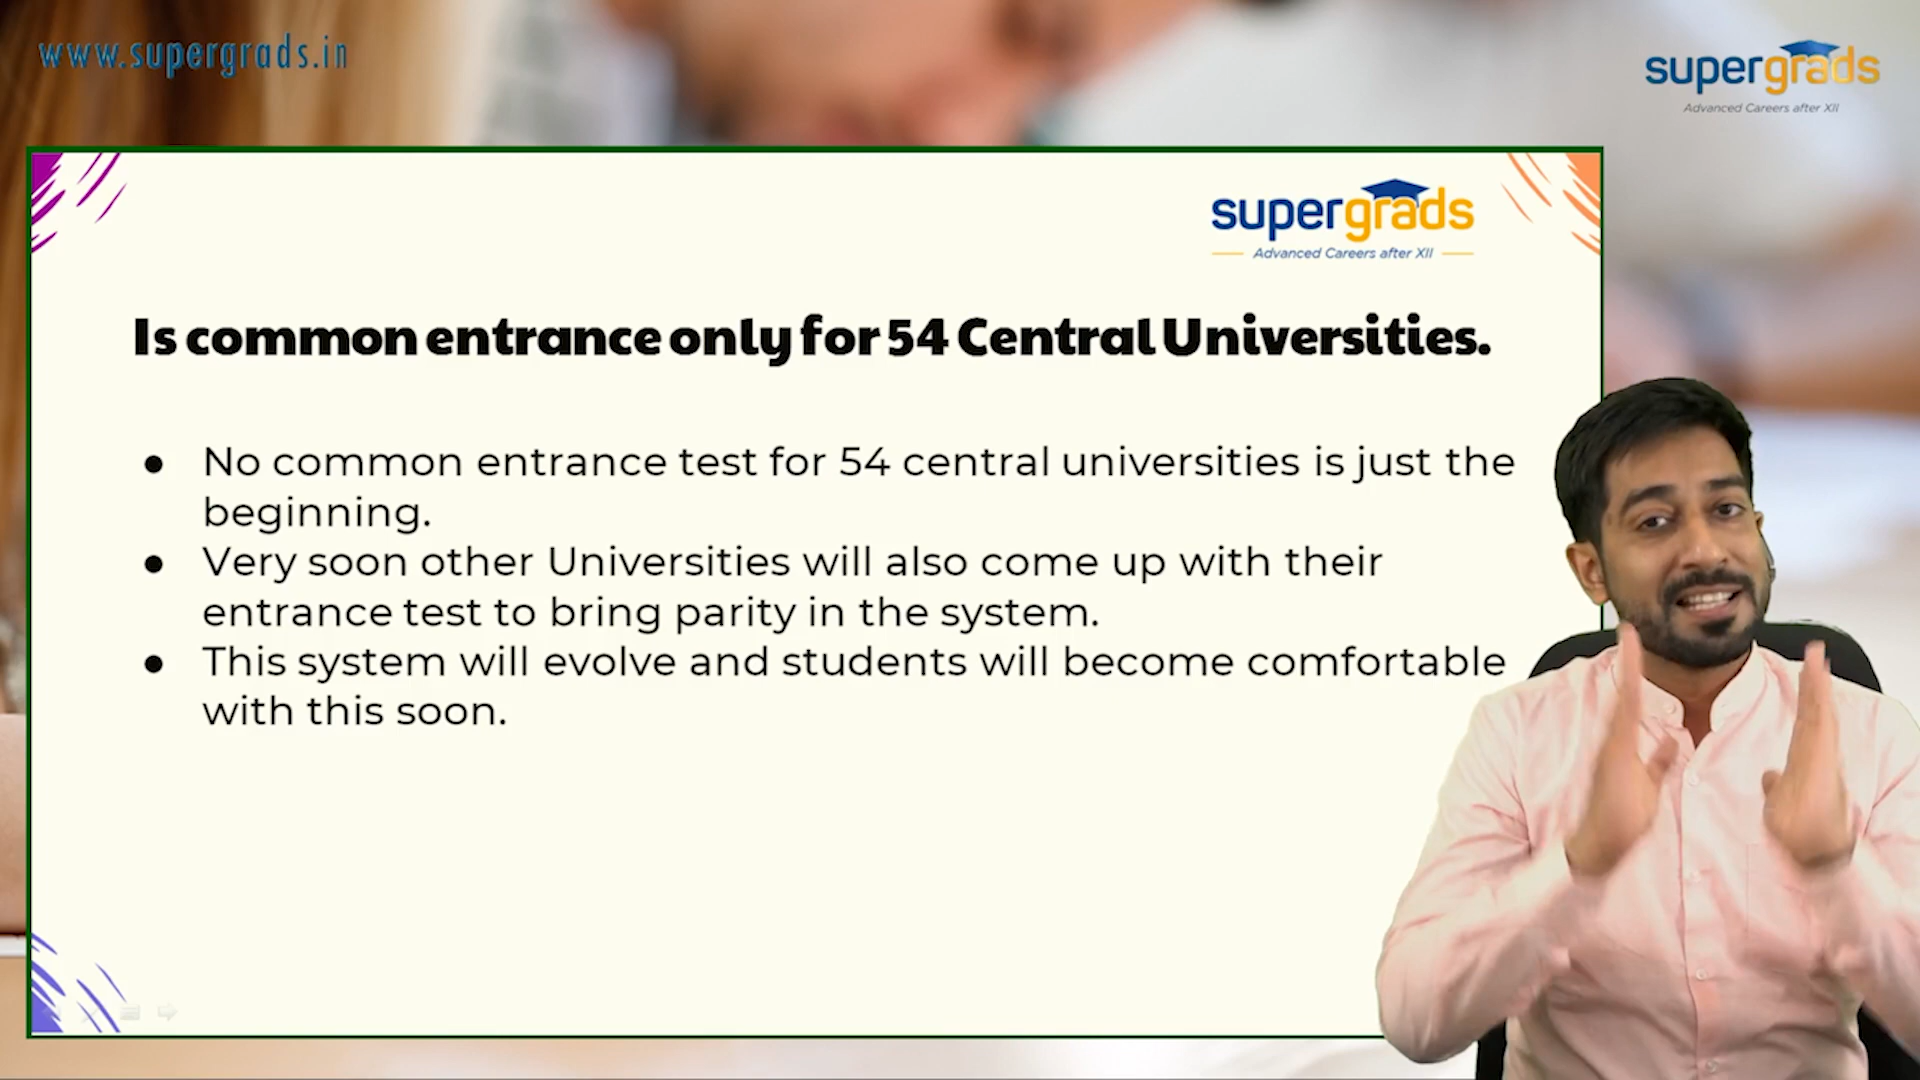 www.supergrads.in
supergrads
Advanced Careers after XII
supergrads
Advanced Careers after XII
Is common entrance only for 54 Central Universities.
● No common entrance test for 54 central universities is just the
beginning.
● Very soon other Universities will also come up with their
entrance test to bring parity in the system.
● This system will evolve and students will become comfortable
with this soon.